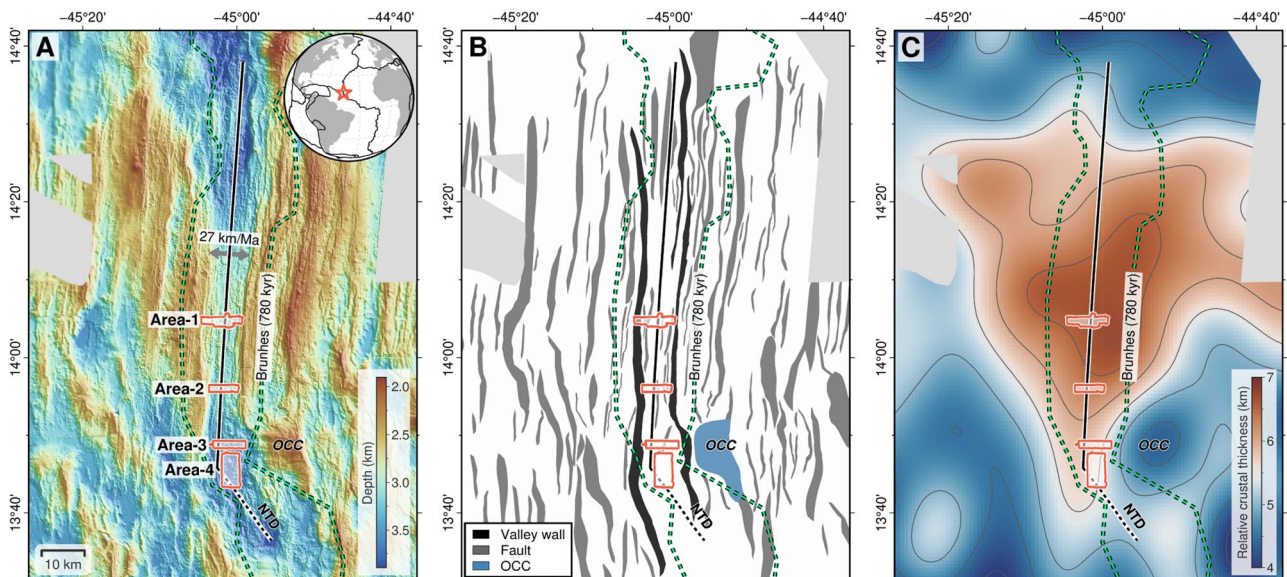 −45°20' −45°00' −44°40'
−45°20' −45°00' −44°40'
−45°20' −45°00' −44°40'
A
14°40'
14°20'
14°00'
13°40'
27 km/Ma
Brunhes (780 kyr)
Area-1
Area-2
Area-3
Area-4
OCC
NTD
10 km
Depth (km)
2.0
2.5
3.0
3.5
B
14°40'
14°20'
14°00'
13°40'
Brunhes (780 kyr)
OCC
NTD
Valley wall
Fault
OCC
C
14°40'
14°20'
14°00'
13°40'
Brunhes (780 kyr)
OCC
NTD
Relative crustal thickness (km)
7
6
5
4